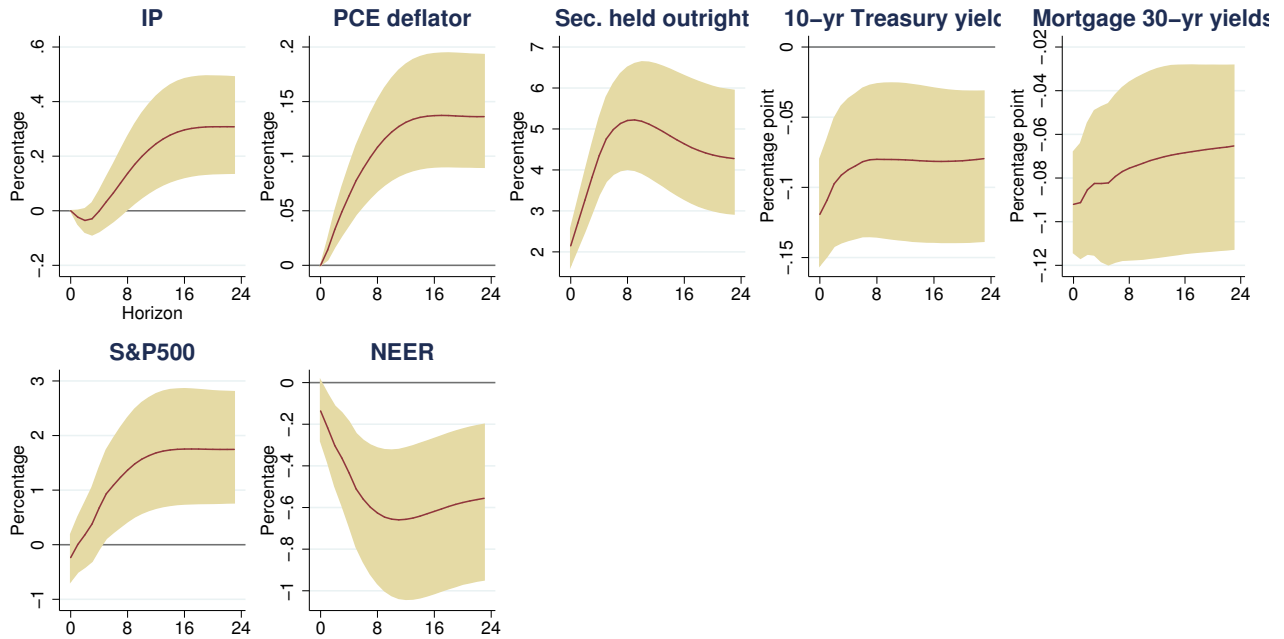 IP
Percentage
.6
.4
.2
0
−.2
0 8 16 24
Horizon
PCE deflator
Percentage
.2
.15
.1
.05
0
0 8 16 24
Sec. held outright
Percentage
7
6
5
4
3
2
0 8 16 24
10−yr Treasury yield
Percentage point
0
−.05
−.1
−.15
0 8 16 24
Mortgage 30−yr yields
Percentage point
−.02
−.04
−.06
−.08
−.1
−.12
0 8 16 24
S&P500
Percentage
3
2
1
0
−1
0 8 16 24
NEER
Percentage
0
−.2
−.4
−.6
−.8
−1
0 8 16 24